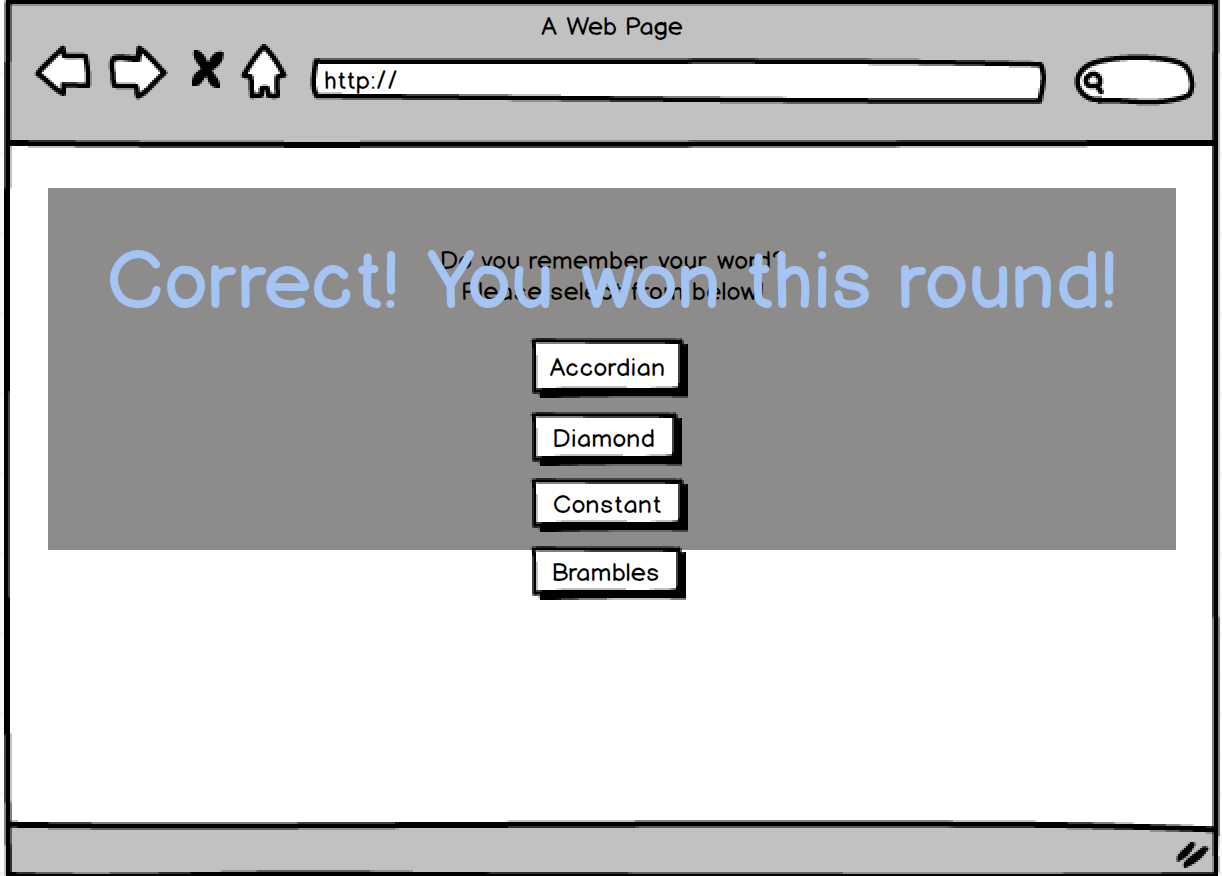 A Web Page
http://
Do you remember your word?
Correct! You won this round!
Please select from below!
Accordian
Diamond
Constant
Brambles